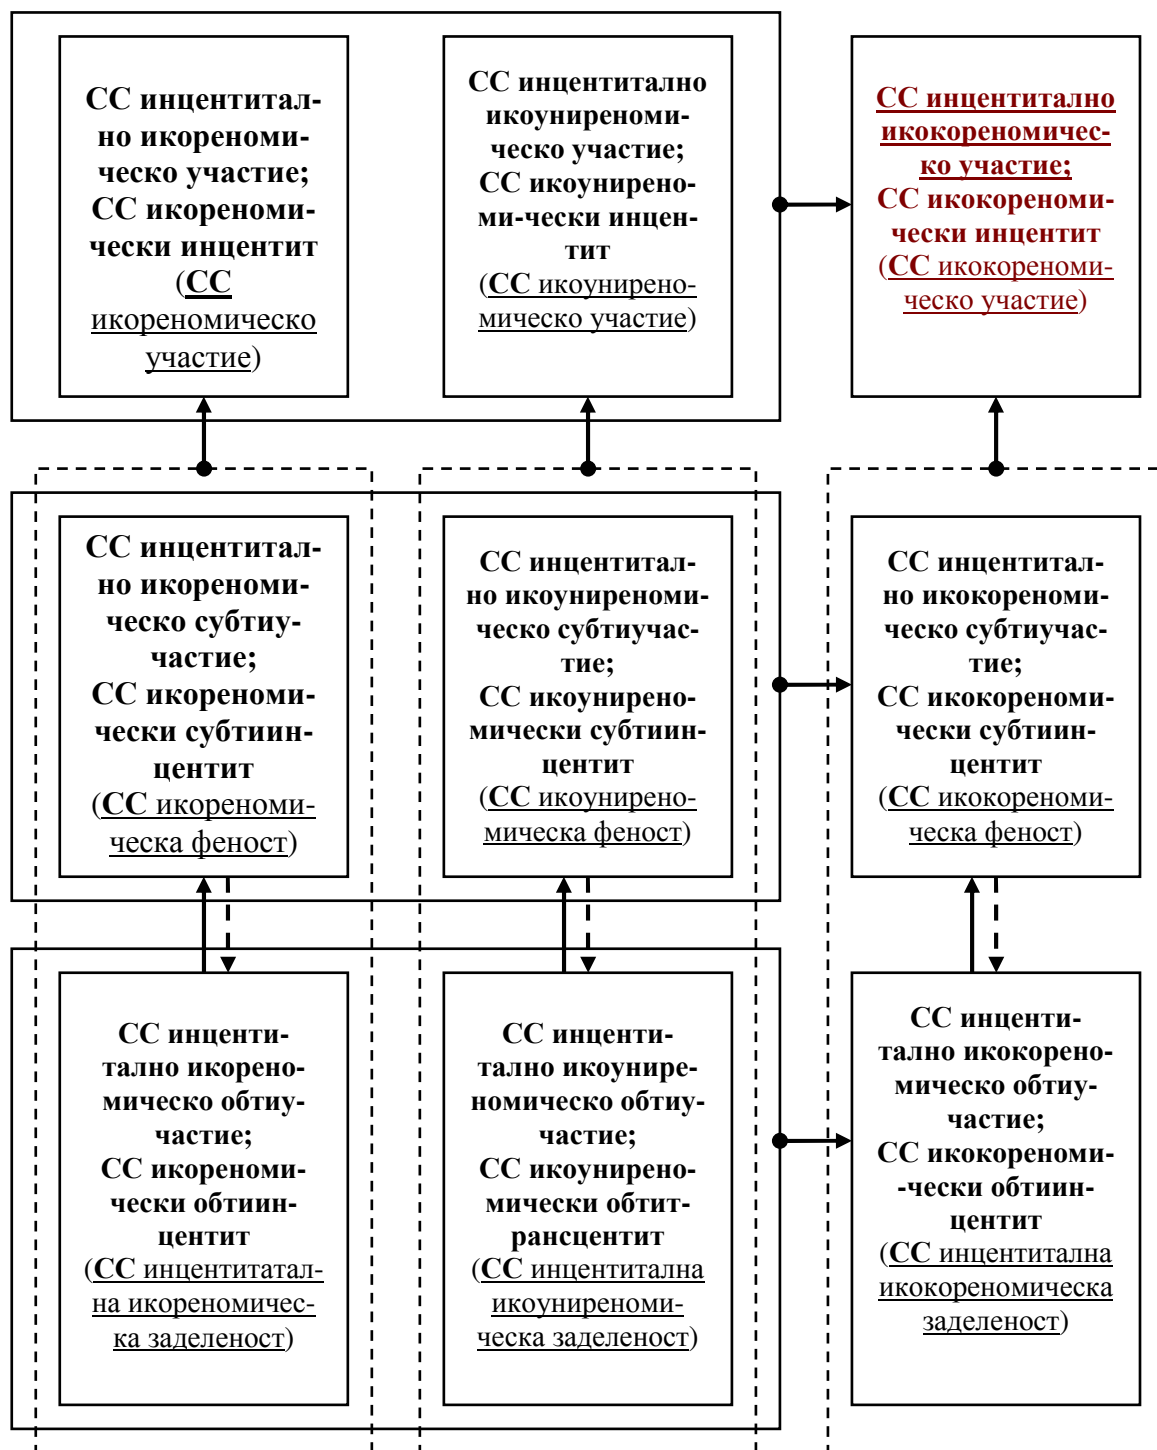 СС инцентитал-
но икореноми-
ческо участие;
СС икореноми-
чески инцентит
(СС
икореномическо
участие)
СС инцентитално
икоуниреноми-
ческо участие;
СС икоунирено-
ми-чески инцен-
тит
(СС икоунирено-
мическо участие)
СС инцентитално
икокореномичес-
ко участие;
СС икокореноми-
чески инцентит
(СС икокореноми-
ческо участие)
СС инцентитал-
но икореноми-
ческо субтиу-
частие;
СС икореноми-
чески субтиин-
центит
(СС икореноми-
ческа феност)
СС инцентитал-
но икоуниреноми-
ческо субтиучас-
тие;
СС икоунирено-
мически субтиин-
центит
(СС икоунирено-
мическа феност)
СС инцентитал-
но икокореноми-
ческо субтиучас-
тие;
СС икокореноми-
чески субтиин-
центит
(СС икокореноми-
ческа феност)
СС инценти-
тално икорено-
мическо обтиу-
частие;
СС икореноми-
чески обтиин-
центит
(СС инцентитатал-
на икореномичес-
ка заделеност)
СС инценти-
тално икоунире-
номическо обтиу-
частие;
СС икоунирено-
мически обтит-
рансцентит
(СС инцентитална
икоуниреноми-
ческа заделеност)
СС инценти-
тално икокорено-
мическо обтиу-
частие;
СС икокореноми-
-чески обтиин-
центит
(СС инцентитална
икокореномическа
заделеност)